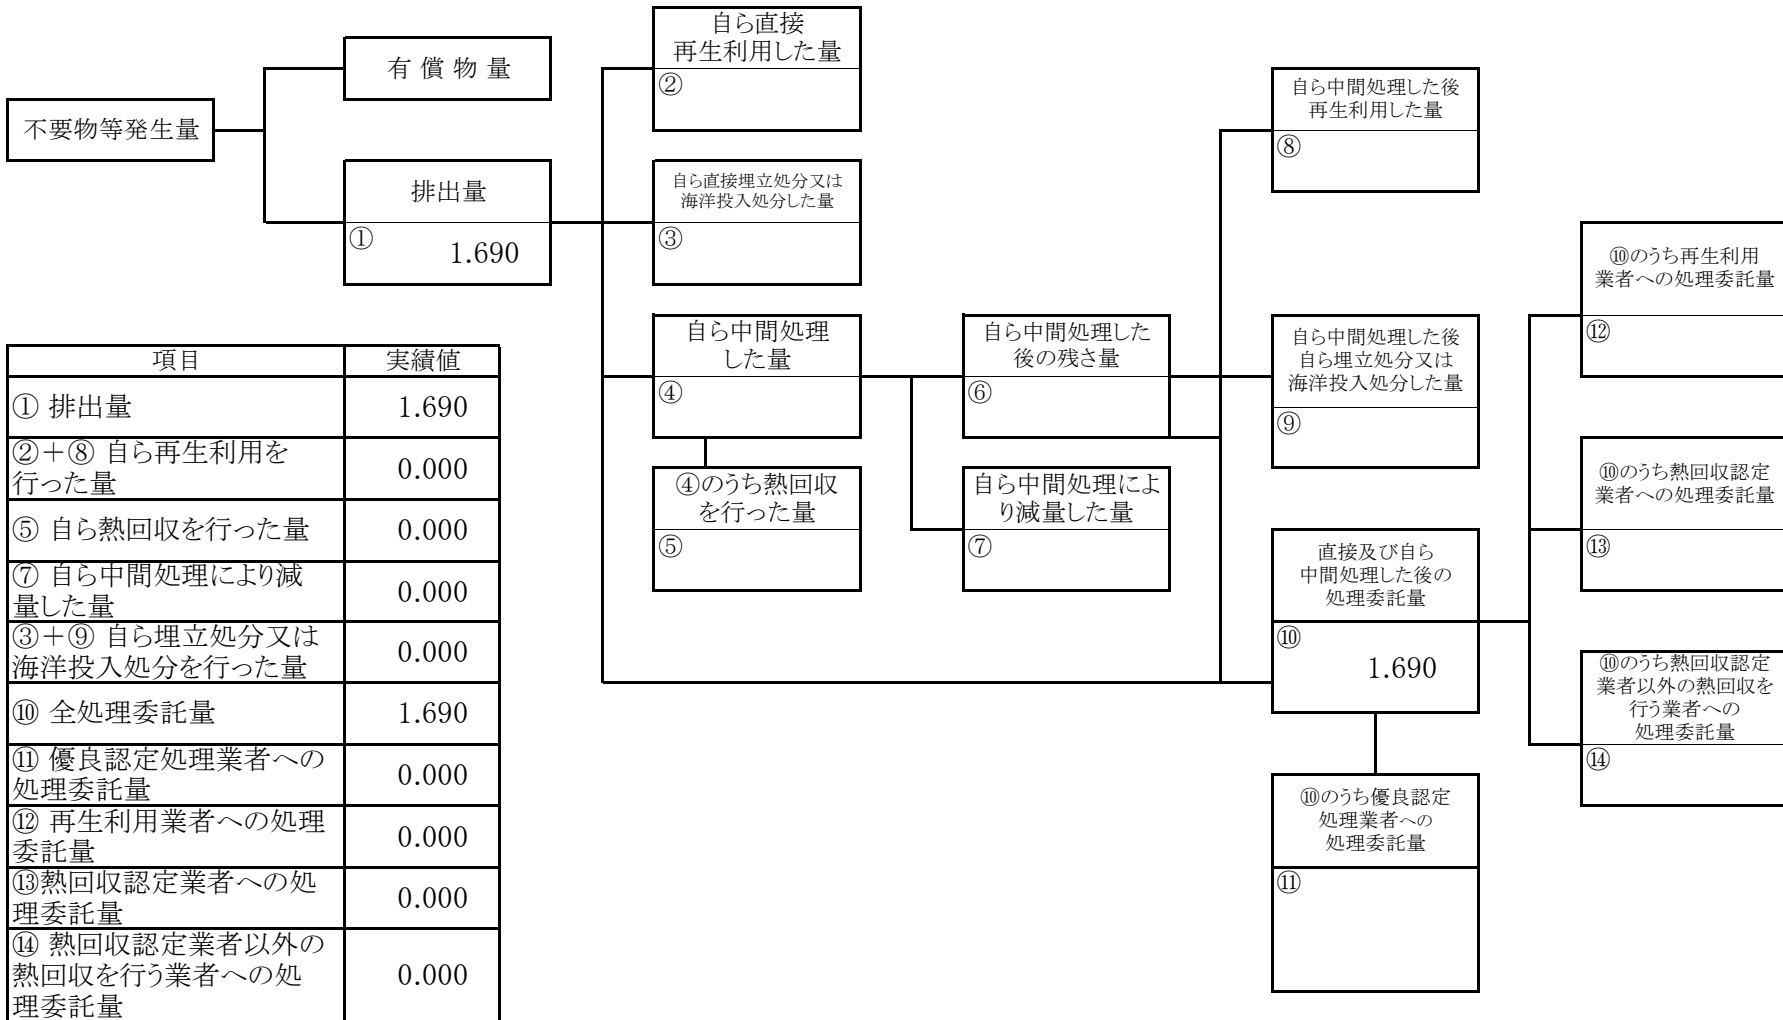 不要物等発生量
有 償 物 量
排出量
①
1.690
自ら直接
再生利用した量
②
自ら直接埋立処分又は
海洋投入処分した量
③
自ら中間処理
した量
④
④のうち熱回収
を行った量
⑤
自ら中間処理した
後の残さ量
⑥
自ら中間処理によ
り減量した量
⑦
自ら中間処理した後
再生利用した量
⑧
自ら中間処理した後
自ら埋立処分又は
海洋投入処分した量
⑨
直接及び自ら
中間処理した後の
処理委託量
⑩
1.690
⑩のうち優良認定
処理業者への
処理委託量
⑪
⑩のうち再生利用
業者への処理委託量
⑫
⑩のうち熱回収認定
業者への処理委託量
⑬
⑩のうち熱回収認定
業者以外の熱回収を
行う業者への
処理委託量
⑭
項目 実績値
① 排出量 1.690
②+⑧ 自ら再生利用を
行った量 0.000
⑤ 自ら熱回収を行った量 0.000
⑦ 自ら中間処理により減
量した量 0.000
③+⑨ 自ら埋立処分又は
海洋投入処分を行った量 0.000
⑩ 全処理委託量 1.690
⑪ 優良認定処理業者への
処理委託量 0.000
⑫ 再生利用業者への処理
委託量 0.000
⑬熱回収認定業者への処
理委託量 0.000
⑭ 熱回収認定業者以外の
熱回収を行う業者への処
理委託量 0.000